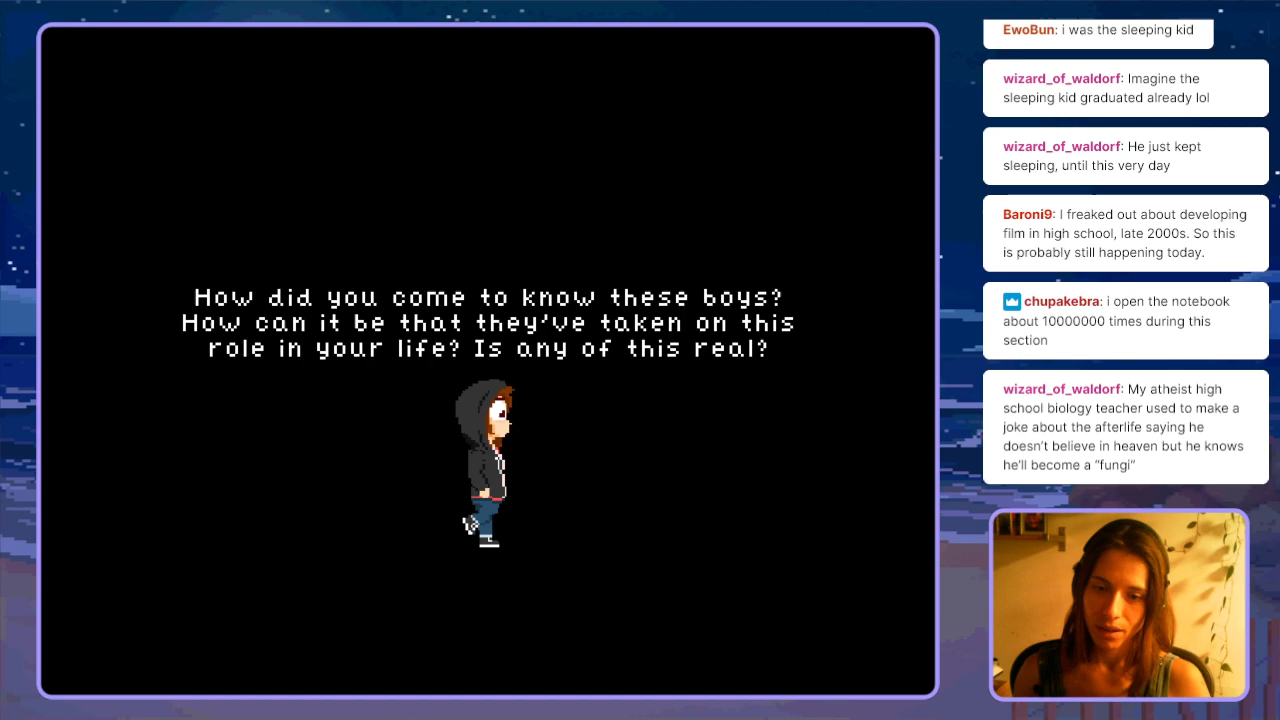 How did you come to know these boys?
How can it be that they've taken on this
role in your life? Is any of this real?
EwoBun: i was the sleeping kid
wizard_of_waldorf: Imagine the
sleeping kid graduated already lol
wizard_of_waldorf: He just kept
sleeping, until this very day
Baroni9: I freaked out about developing
film in high school, late 2000s. So this
is probably still happening today.
chupakebra: i open the notebook
about 10000000 times during this
section
wizard_of_waldorf: My atheist high
school biology teacher used to make a
joke about the afterlife saying he
doesn’t believe in heaven but he knows
he’ll become a “fungi”